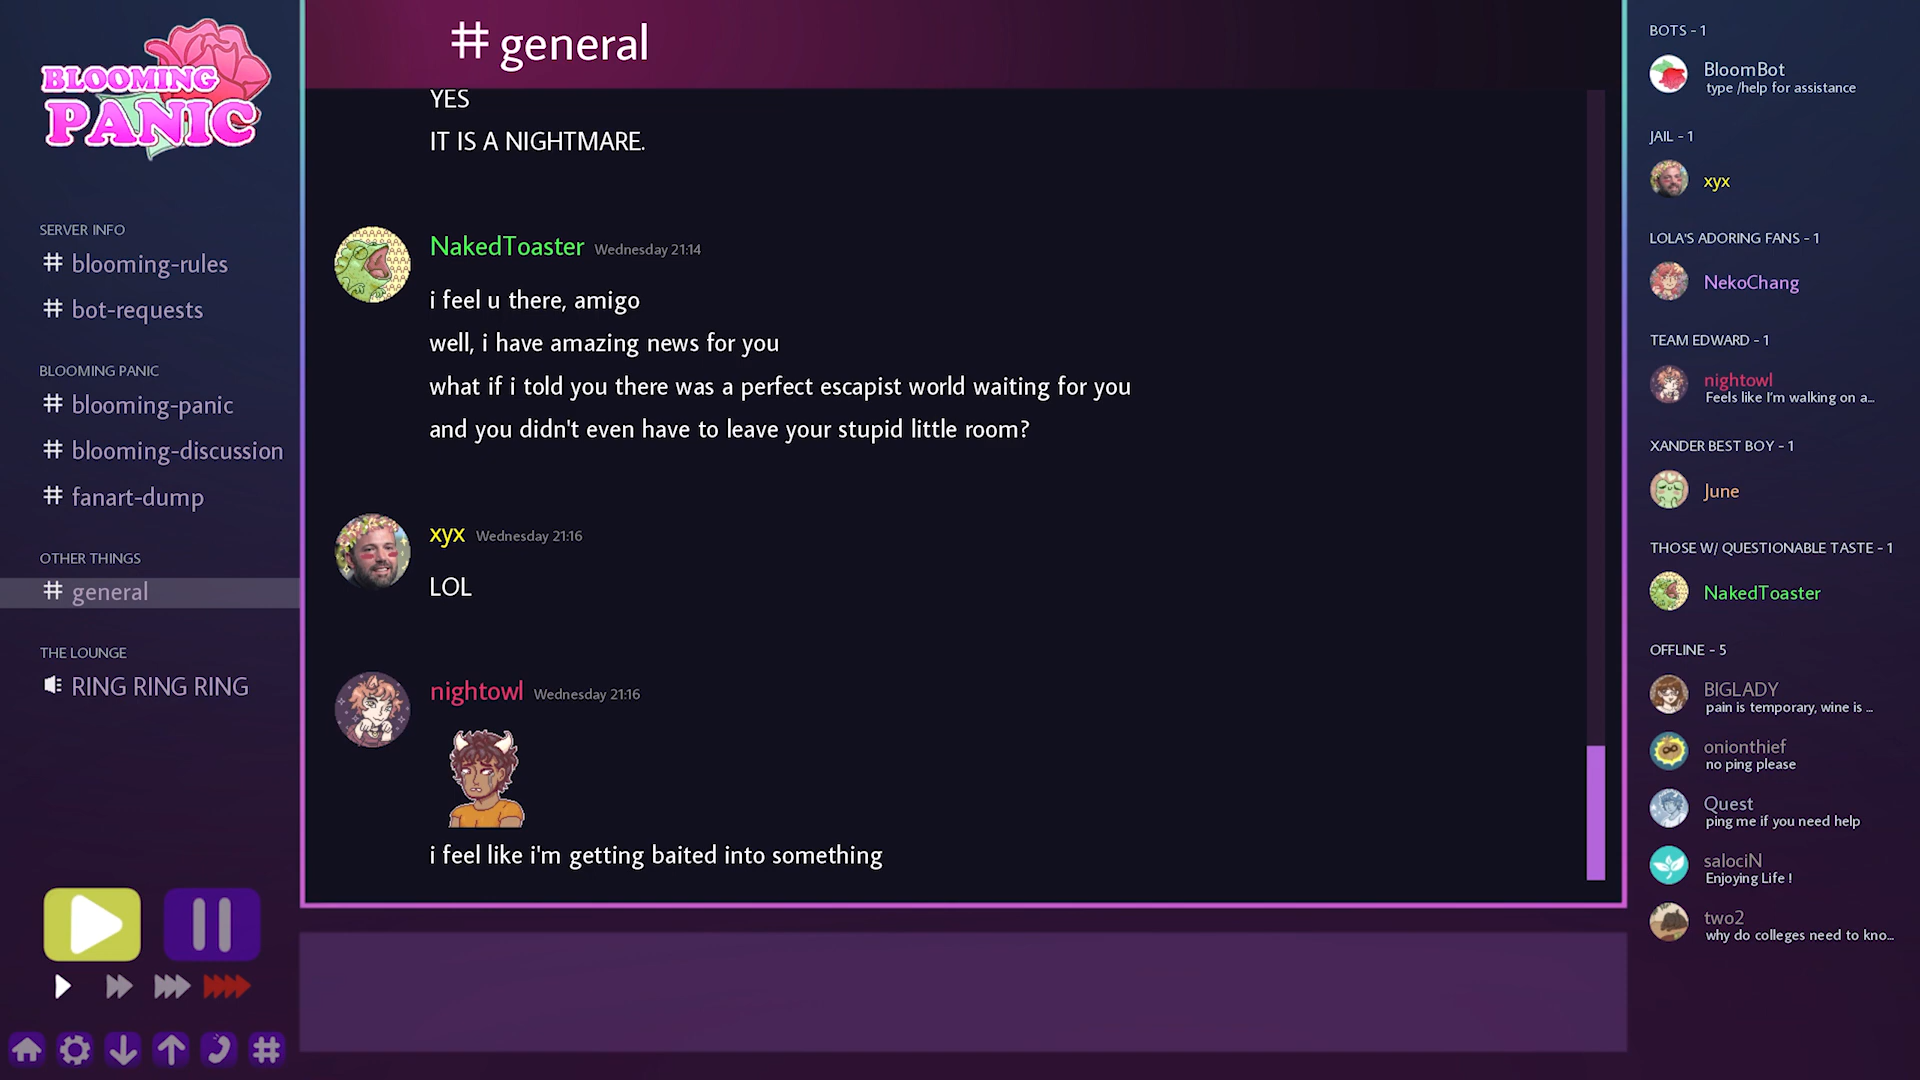 BLOOMING
PANIC
SERVER INFO
# blooming-rules
# bot-requests
BLOOMING PANIC
# blooming-panic
# blooming-discussion
# fanart-dump
OTHER THINGS
# general
THE LOUNGE
RING RING RING
# general
YES
IT IS A NIGHTMARE.
NakedToaster Wednesday 21:14
i feel u there, amigo
well, i have amazing news for you
what if i told you there was a perfect escapist world waiting for you
and you didn't even have to leave your stupid little room?
xyx Wednesday 21:16
LOL
nightowl Wednesday 21:16
i feel like i'm getting baited into something
BOTS - 1
BloomBot
type /help for assistance
JAIL - 1
xyx
LOLA'S ADORING FANS - 1
NekoChang
TEAM EDWARD - 1
nightowl
Feels like I'm walking on a...
XANDER BEST BOY - 1
June
THOSE W/ QUESTIONABLE TASTE - 1
NakedToaster
OFFLINE - 5
BIGLADY
pain is temporary, wine is ...
onionthief
no ping please
Quest
ping me if you need help
salociN
Enjoying Life !
two2
why do colleges need to kno...